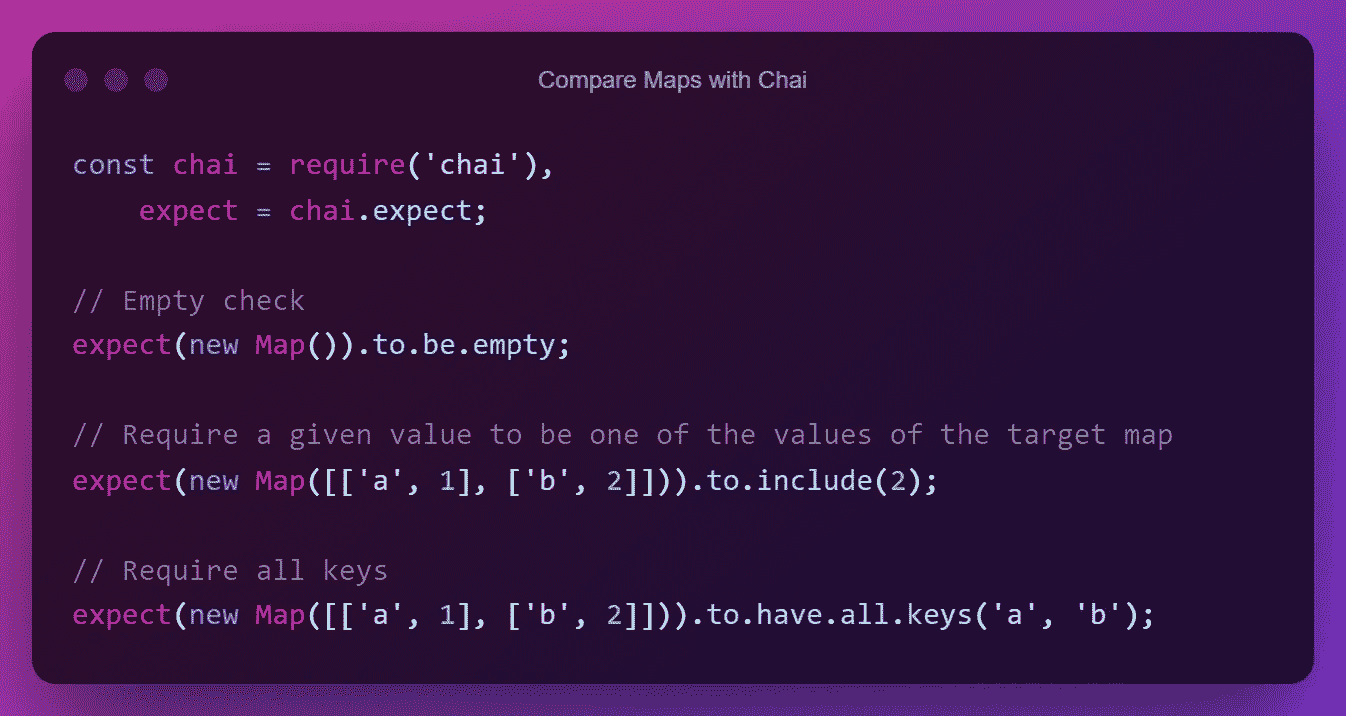 Compare Maps with Chai
const chai = require('chai'),
    expect = chai.expect;
// Empty check
expect(new Map()).to.be.empty;
// Require a given value to be one of the values of the target map
expect(new Map([['a', 1], ['b', 2]])).to.include(2);
// Require all keys
expect(new Map([['a', 1], ['b', 2]])).to.have.all.keys('a', 'b');